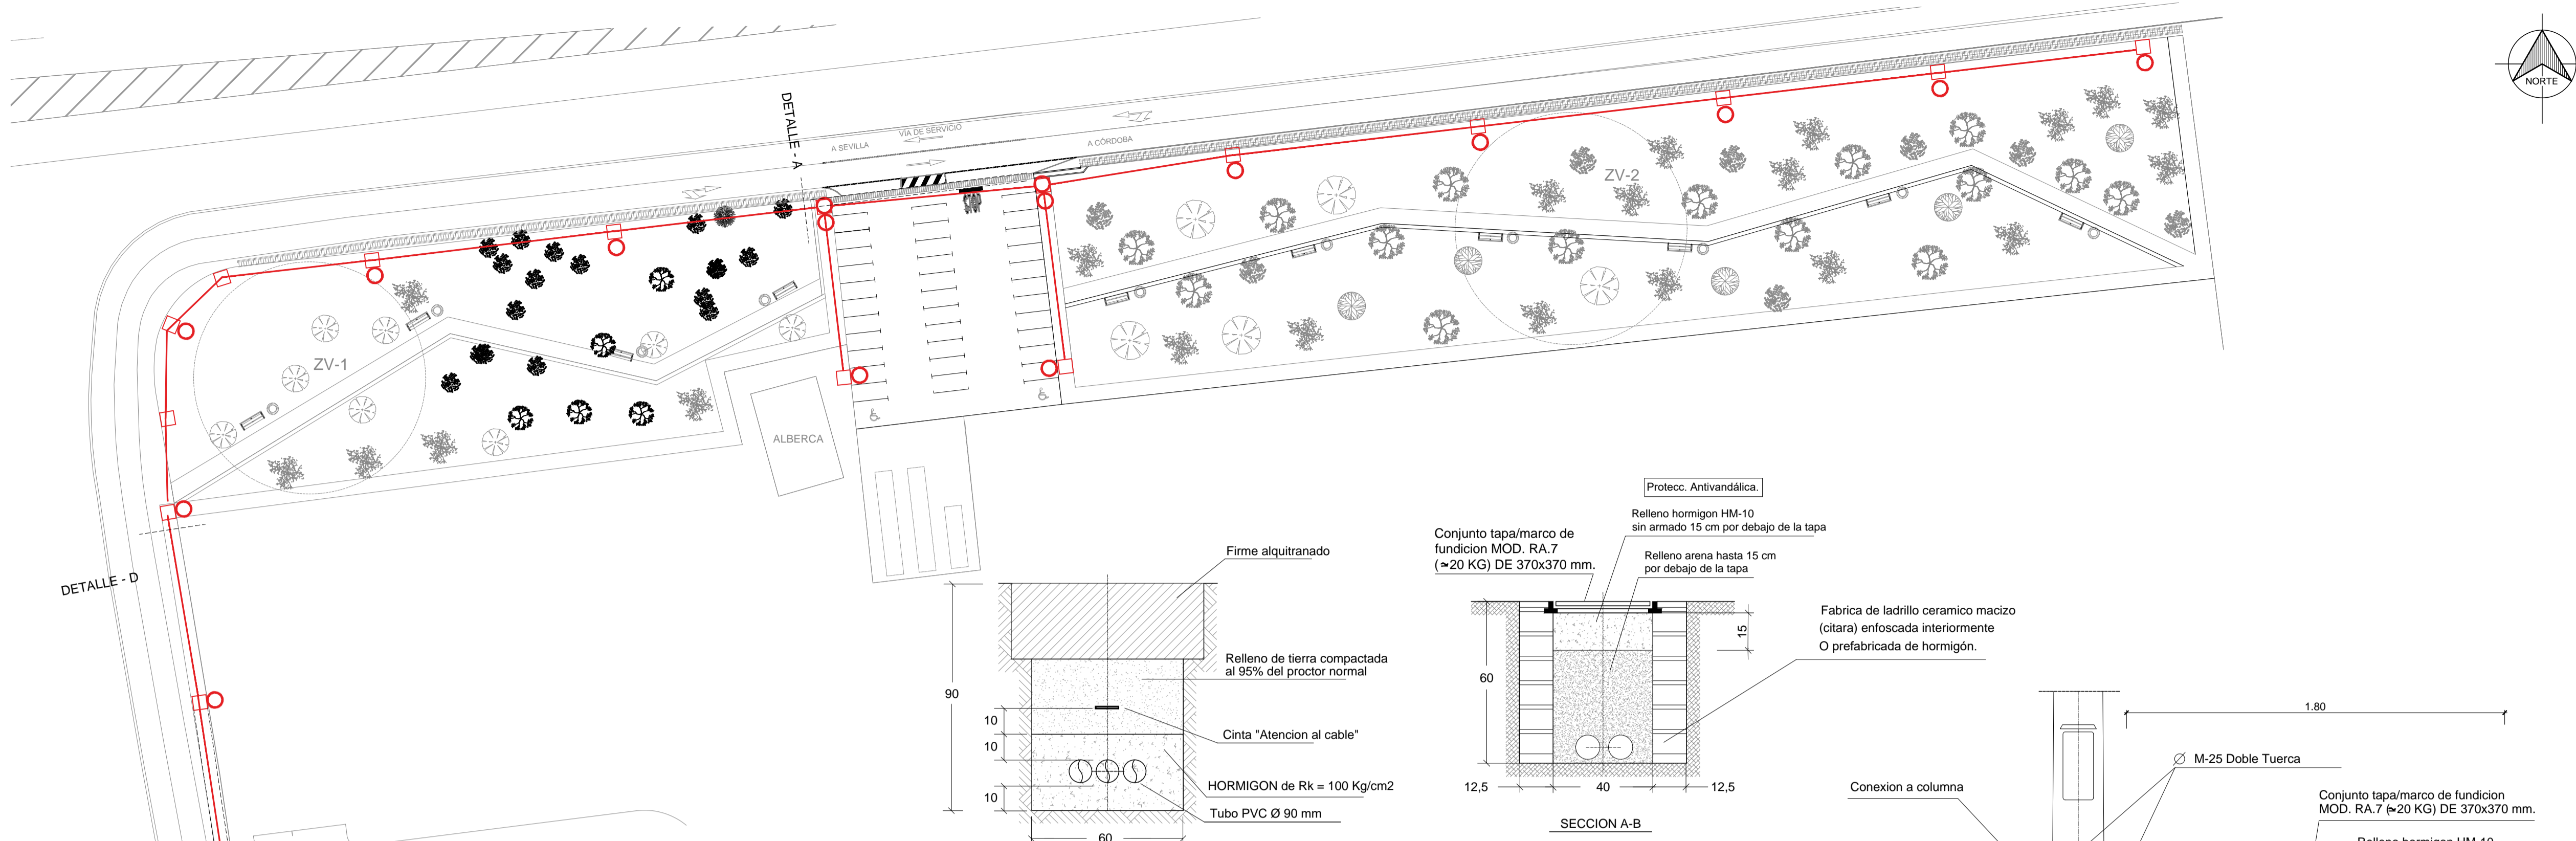 NORTE
DETALLE - A
VÍA DE SERVICIO
A SEVILLA
A CÓRDOBA
ZV-2
ZV-1
ALBERCA
DETALLE - D
Firme alquitranado
Relleno de tierra compactada
al 95% del proctor normal
Cinta "Atencion al cable"
HORMIGON de Rk = 100 Kg/cm2
Tubo PVC Ø 90 mm
90
10
10
10
60
Protecc. Antivandálica.
Relleno hormigon HM-10
sin armado 15 cm por debajo de la tapa
Conjunto tapa/marco de
fundicion MOD. RA.7
(≃20 KG) DE 370x370 mm.
Relleno arena hasta 15 cm
por debajo de la tapa
Fabrica de ladrillo ceramico macizo
(citara) enfoscada interiormente
O prefabricada de hormigón.
15
60
12,5
40
12,5
SECCION A-B
1.80
Ø M-25 Doble Tuerca
Conexion a columna
Conjunto tapa/marco de fundicion
MOD. RA.7 (≃20 KG) DE 370x370 mm.
Relleno hormigon HM-10